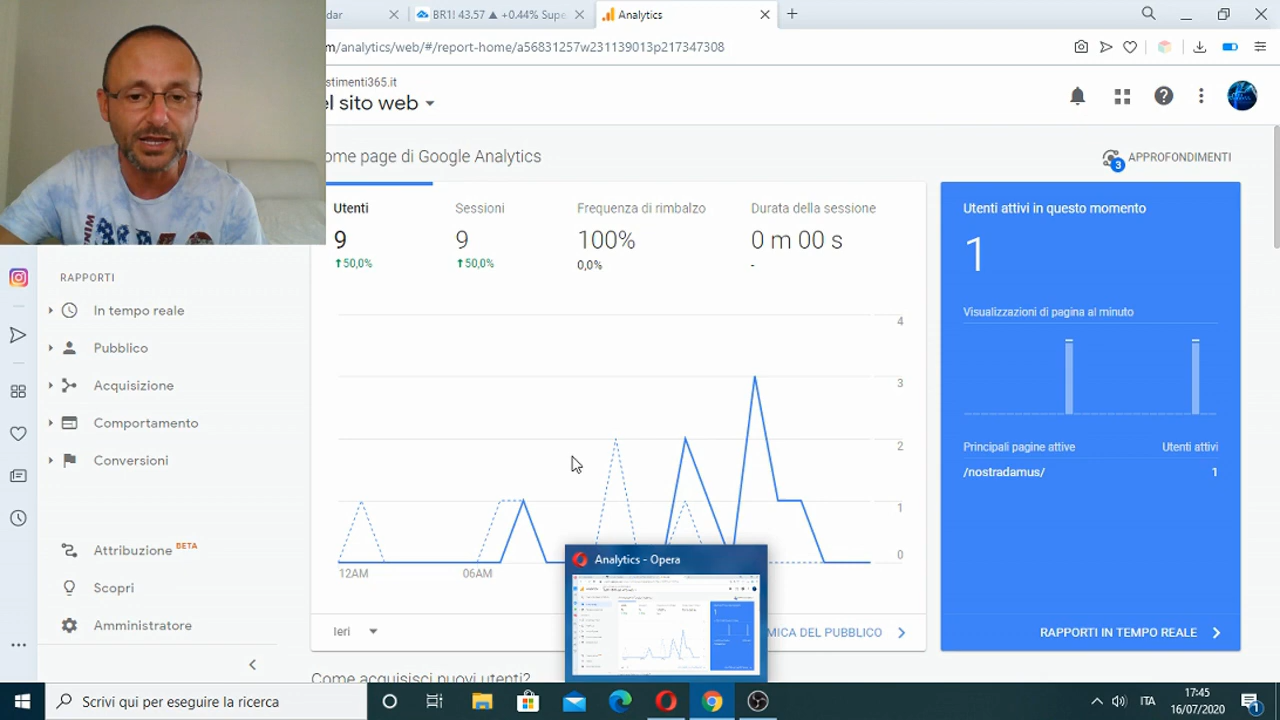 dar
BR1! 43.57 ▲ +0.44% Supe
Analytics
m/analytics/web/#/report-home/a56831257w231139013p217347308
stimenti365.it
el sito web
ome page di Google Analytics
3
APPROFONDIMENTI
Utenti
9
50,0%
Sessioni
9
50,0%
Frequenza di rimbalzo
100%
0,0%
Durata della sessione
0 m 00 s
-
4
3
2
1
0
12AM
06AM
Ieri
MICA DEL PUBBLICO
Come acquisisci nuovi utenti?
Utenti attivi in questo momento
1
Visualizzazioni di pagina al minuto
Principali pagine attive
Utenti attivi
/nostradamus/
1
RAPPORTI IN TEMPO REALE
RAPPORTI
In tempo reale
Pubblico
Acquisizione
Comportamento
Conversioni
Attribuzione BETA
Scopri
Amministratore
Analytics - Opera
Scrivi qui per eseguire la ricerca
ITA
17:45
16/07/2020
1